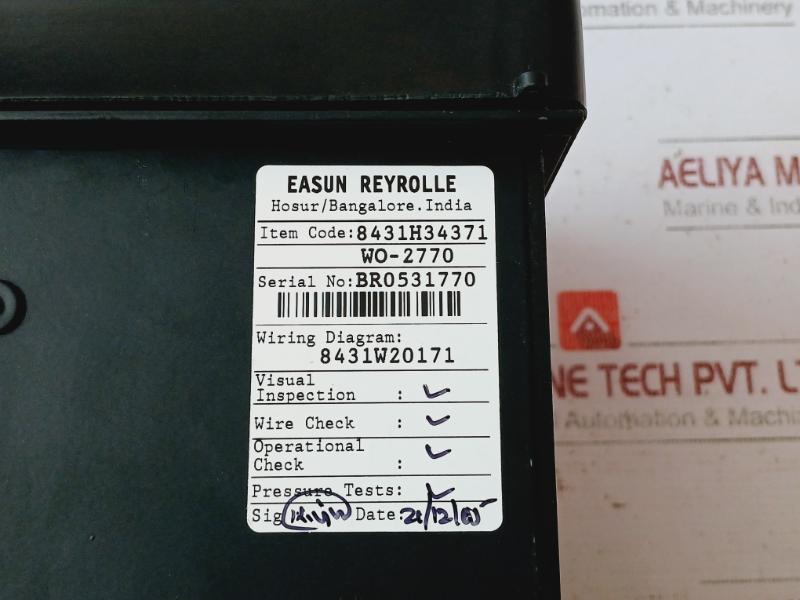 EASUN REYROLLE
Hosur/Bangalore.India
Item Code:8431H34371
WO-2770
Serial No:BR0531770
Wiring Diagram:
8431W20171
Visual
Inspection : ✓
Wire Check : ✓
Operational
Check : ✓
Pressure Tests: ✓
Sig Date:
omation & Machinery
AELIYA M
Marine & Ind
NE TECH PVT. LT
Automation & Machin